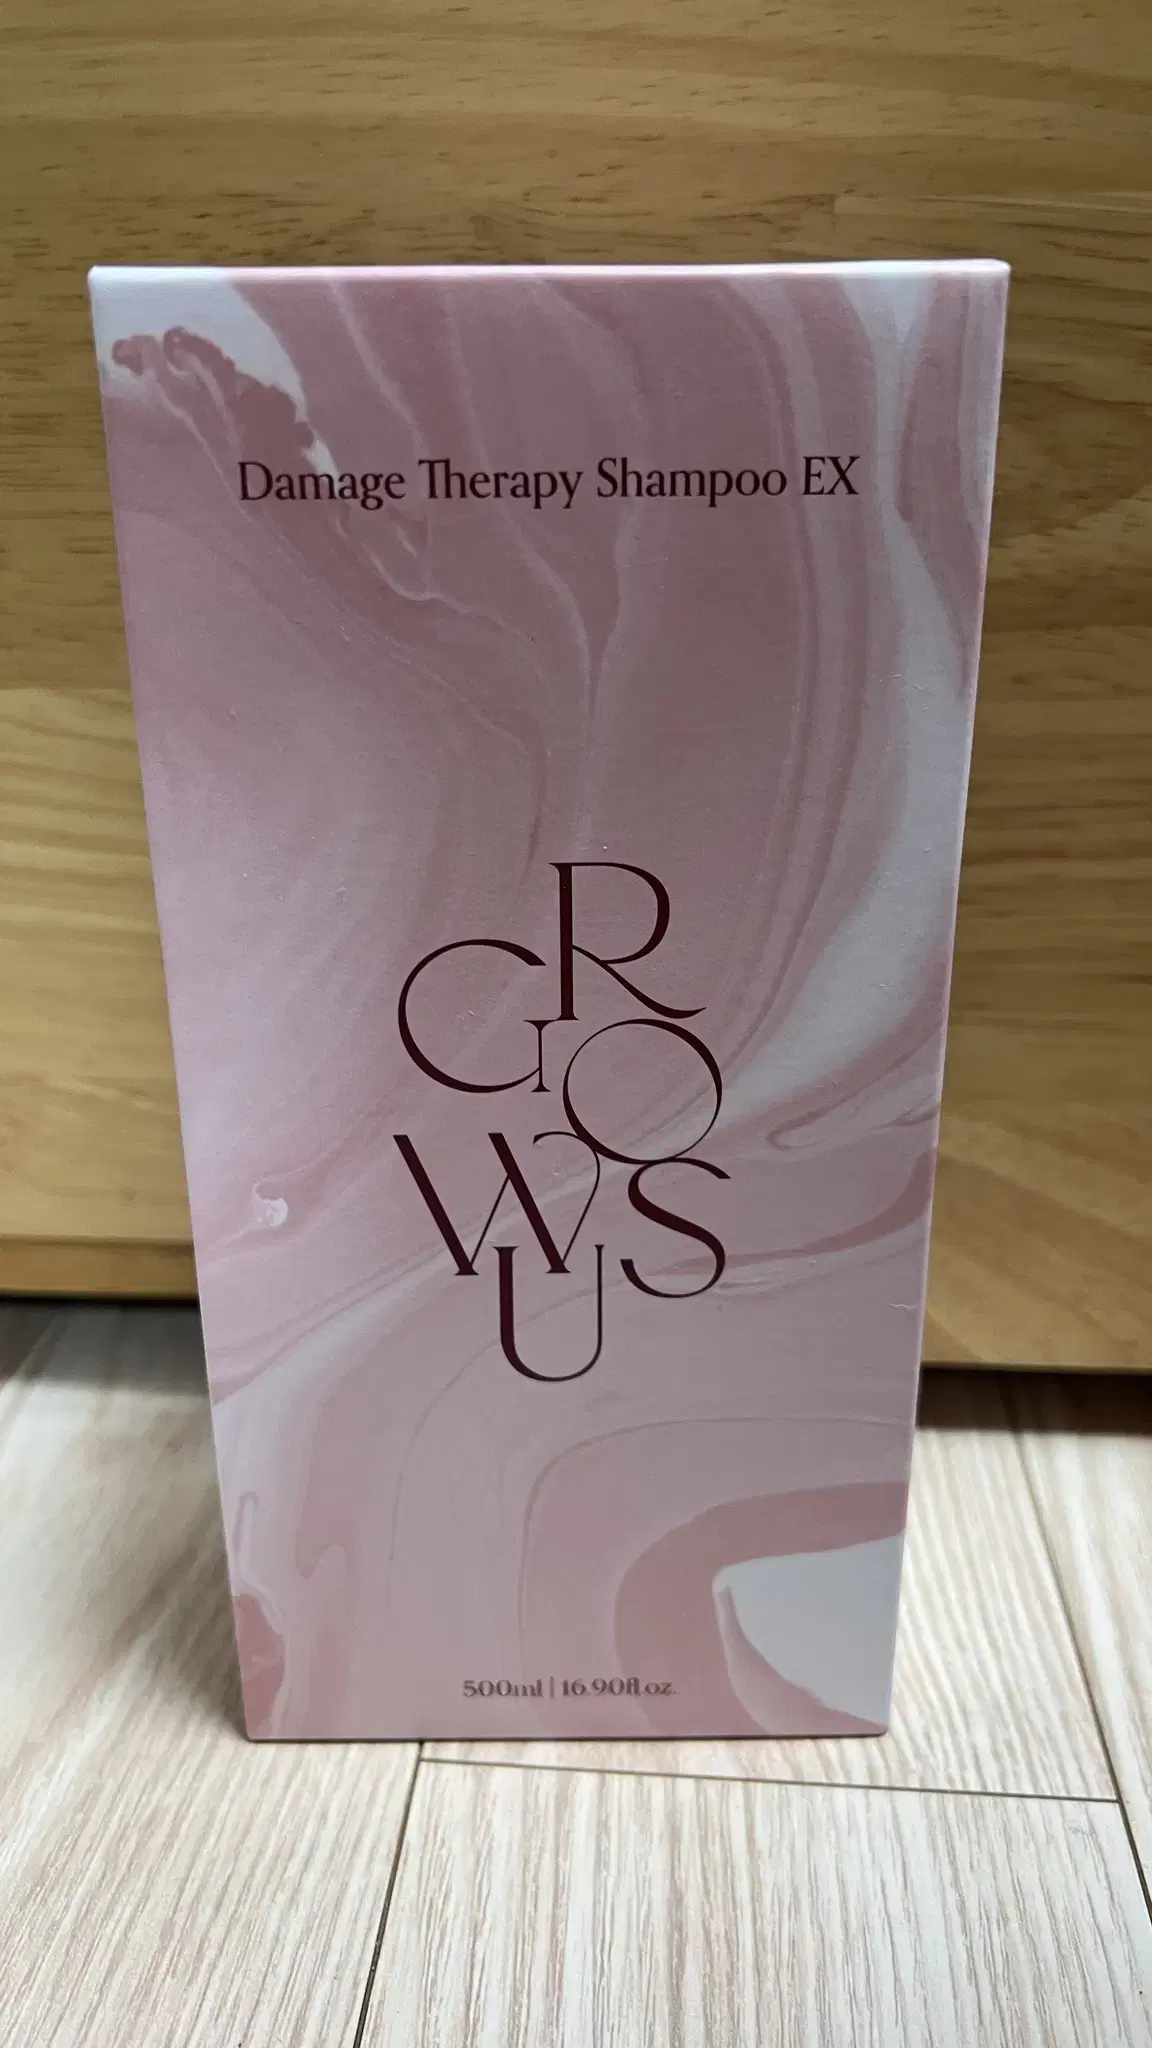 Damage Therapy Shampoo EX
GROWUS
500ml | 16.90fl.oz.